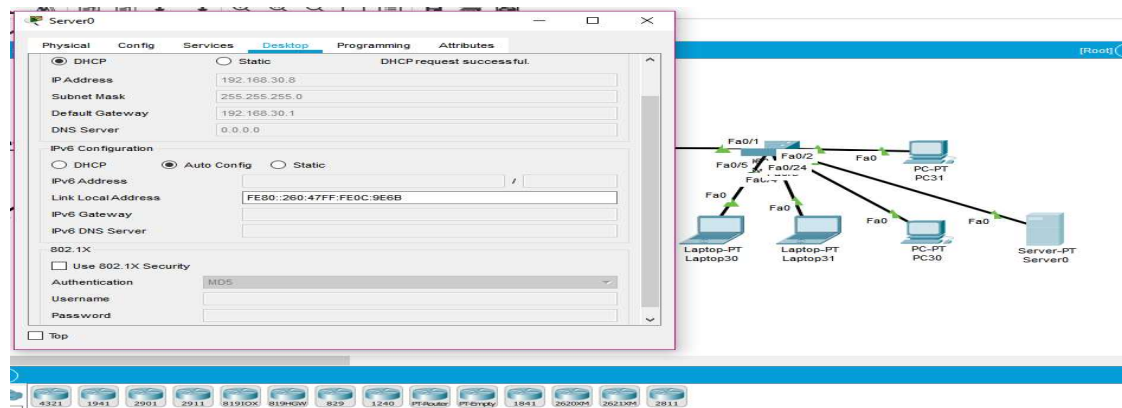 Server0
Physical Config Services Desktop Programming Attributes
DHCP Static DHCP request successful.
IP Address 192.168.30.8
Subnet Mask 255.255.255.0
Default Gateway 192.168.30.1
DNS Server 0.0.0.0
IPv6 Configuration
DHCP Auto Config Static
IPv6 Address /
Link Local Address FE80::260:47FF:FE0C:9E6B
IPv6 Gateway
IPv6 DNS Server
802.1X
Use 802.1X Security
Authentication MD5
Username
Password
Top
[Root]
Fa0/1
Fa0/2
Fa0/5 Fa0/24
Fa0
PC-PT
PC31
Fa0
Fa0
Fa0
Fa0
Laptop-PT
Laptop30
Laptop-PT
Laptop31
PC-PT
PC30
Server-PT
Server0
4321 1941 2901 2911 819IOX 819HGW 829 1240 PT-Router PT-Empty 1841 2620XM 2621XM 2811